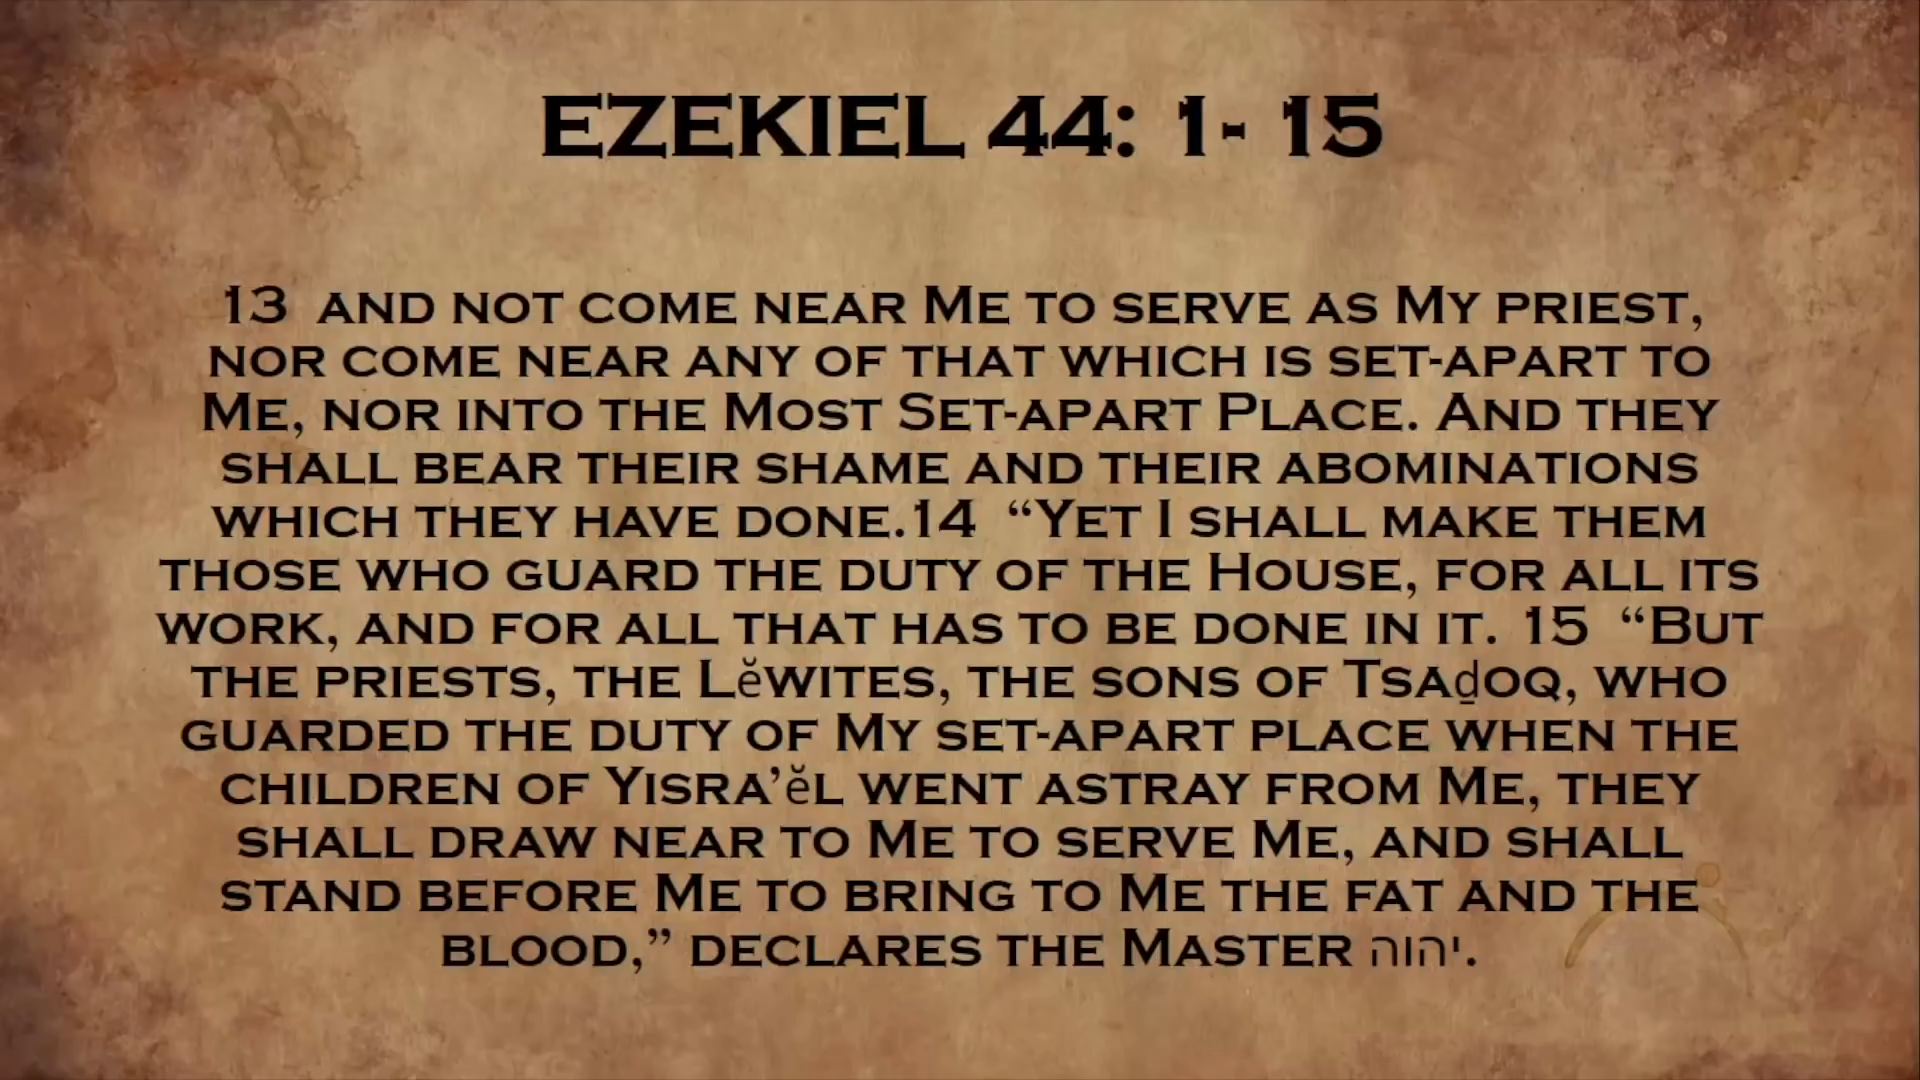 EZEKIEL 44: 1- 15
13 AND NOT COME NEAR ME TO SERVE AS MY PRIEST,
NOR COME NEAR ANY OF THAT WHICH IS SET-APART TO
ME, NOR INTO THE MOST SET-APART PLACE. AND THEY
SHALL BEAR THEIR SHAME AND THEIR ABOMINATIONS
WHICH THEY HAVE DONE.14 “YET I SHALL MAKE THEM
THOSE WHO GUARD THE DUTY OF THE HOUSE, FOR ALL ITS
WORK, AND FOR ALL THAT HAS TO BE DONE IN IT. 15 “BUT
THE PRIESTS, THE LĕWITES, THE SONS OF TSAḏOQ, WHO
GUARDED THE DUTY OF MY SET-APART PLACE WHEN THE
CHILDREN OF YISRA’ĕL WENT ASTRAY FROM ME, THEY
SHALL DRAW NEAR TO ME TO SERVE ME, AND SHALL
STAND BEFORE ME TO BRING TO ME THE FAT AND THE
BLOOD,” DECLARES THE MASTER יהוה.